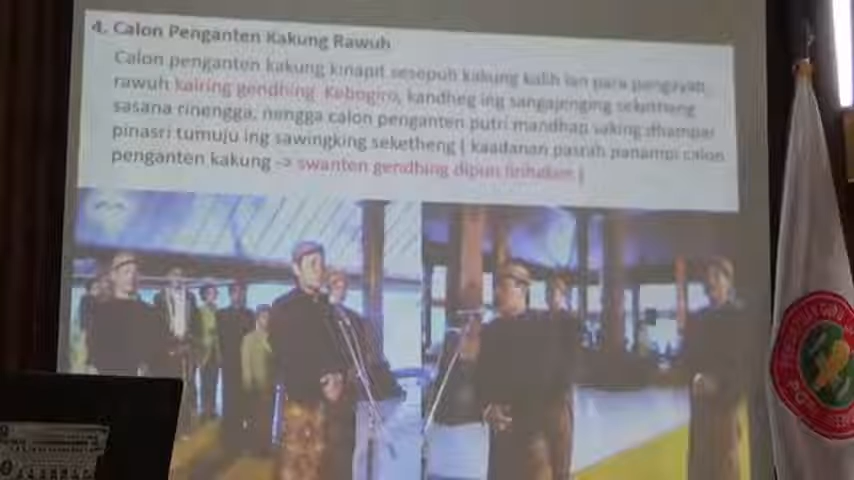 4. Calon Penganten Kakung Rawuh
Calon penganten kakung kinapit sesepuh kakung kalih lan para pengayap,
rawuh kairing gendhing Kebogiro, kandheg ing sangajenging seketheng
sasana rinengga, nengga calon penganten putri mandhap saking dhampar
pinasri tumuju ing sawingking seketheng ( kaadanan pasrah panampi calon
penganten kakung -> swanten gendhing dipun lirihaken )